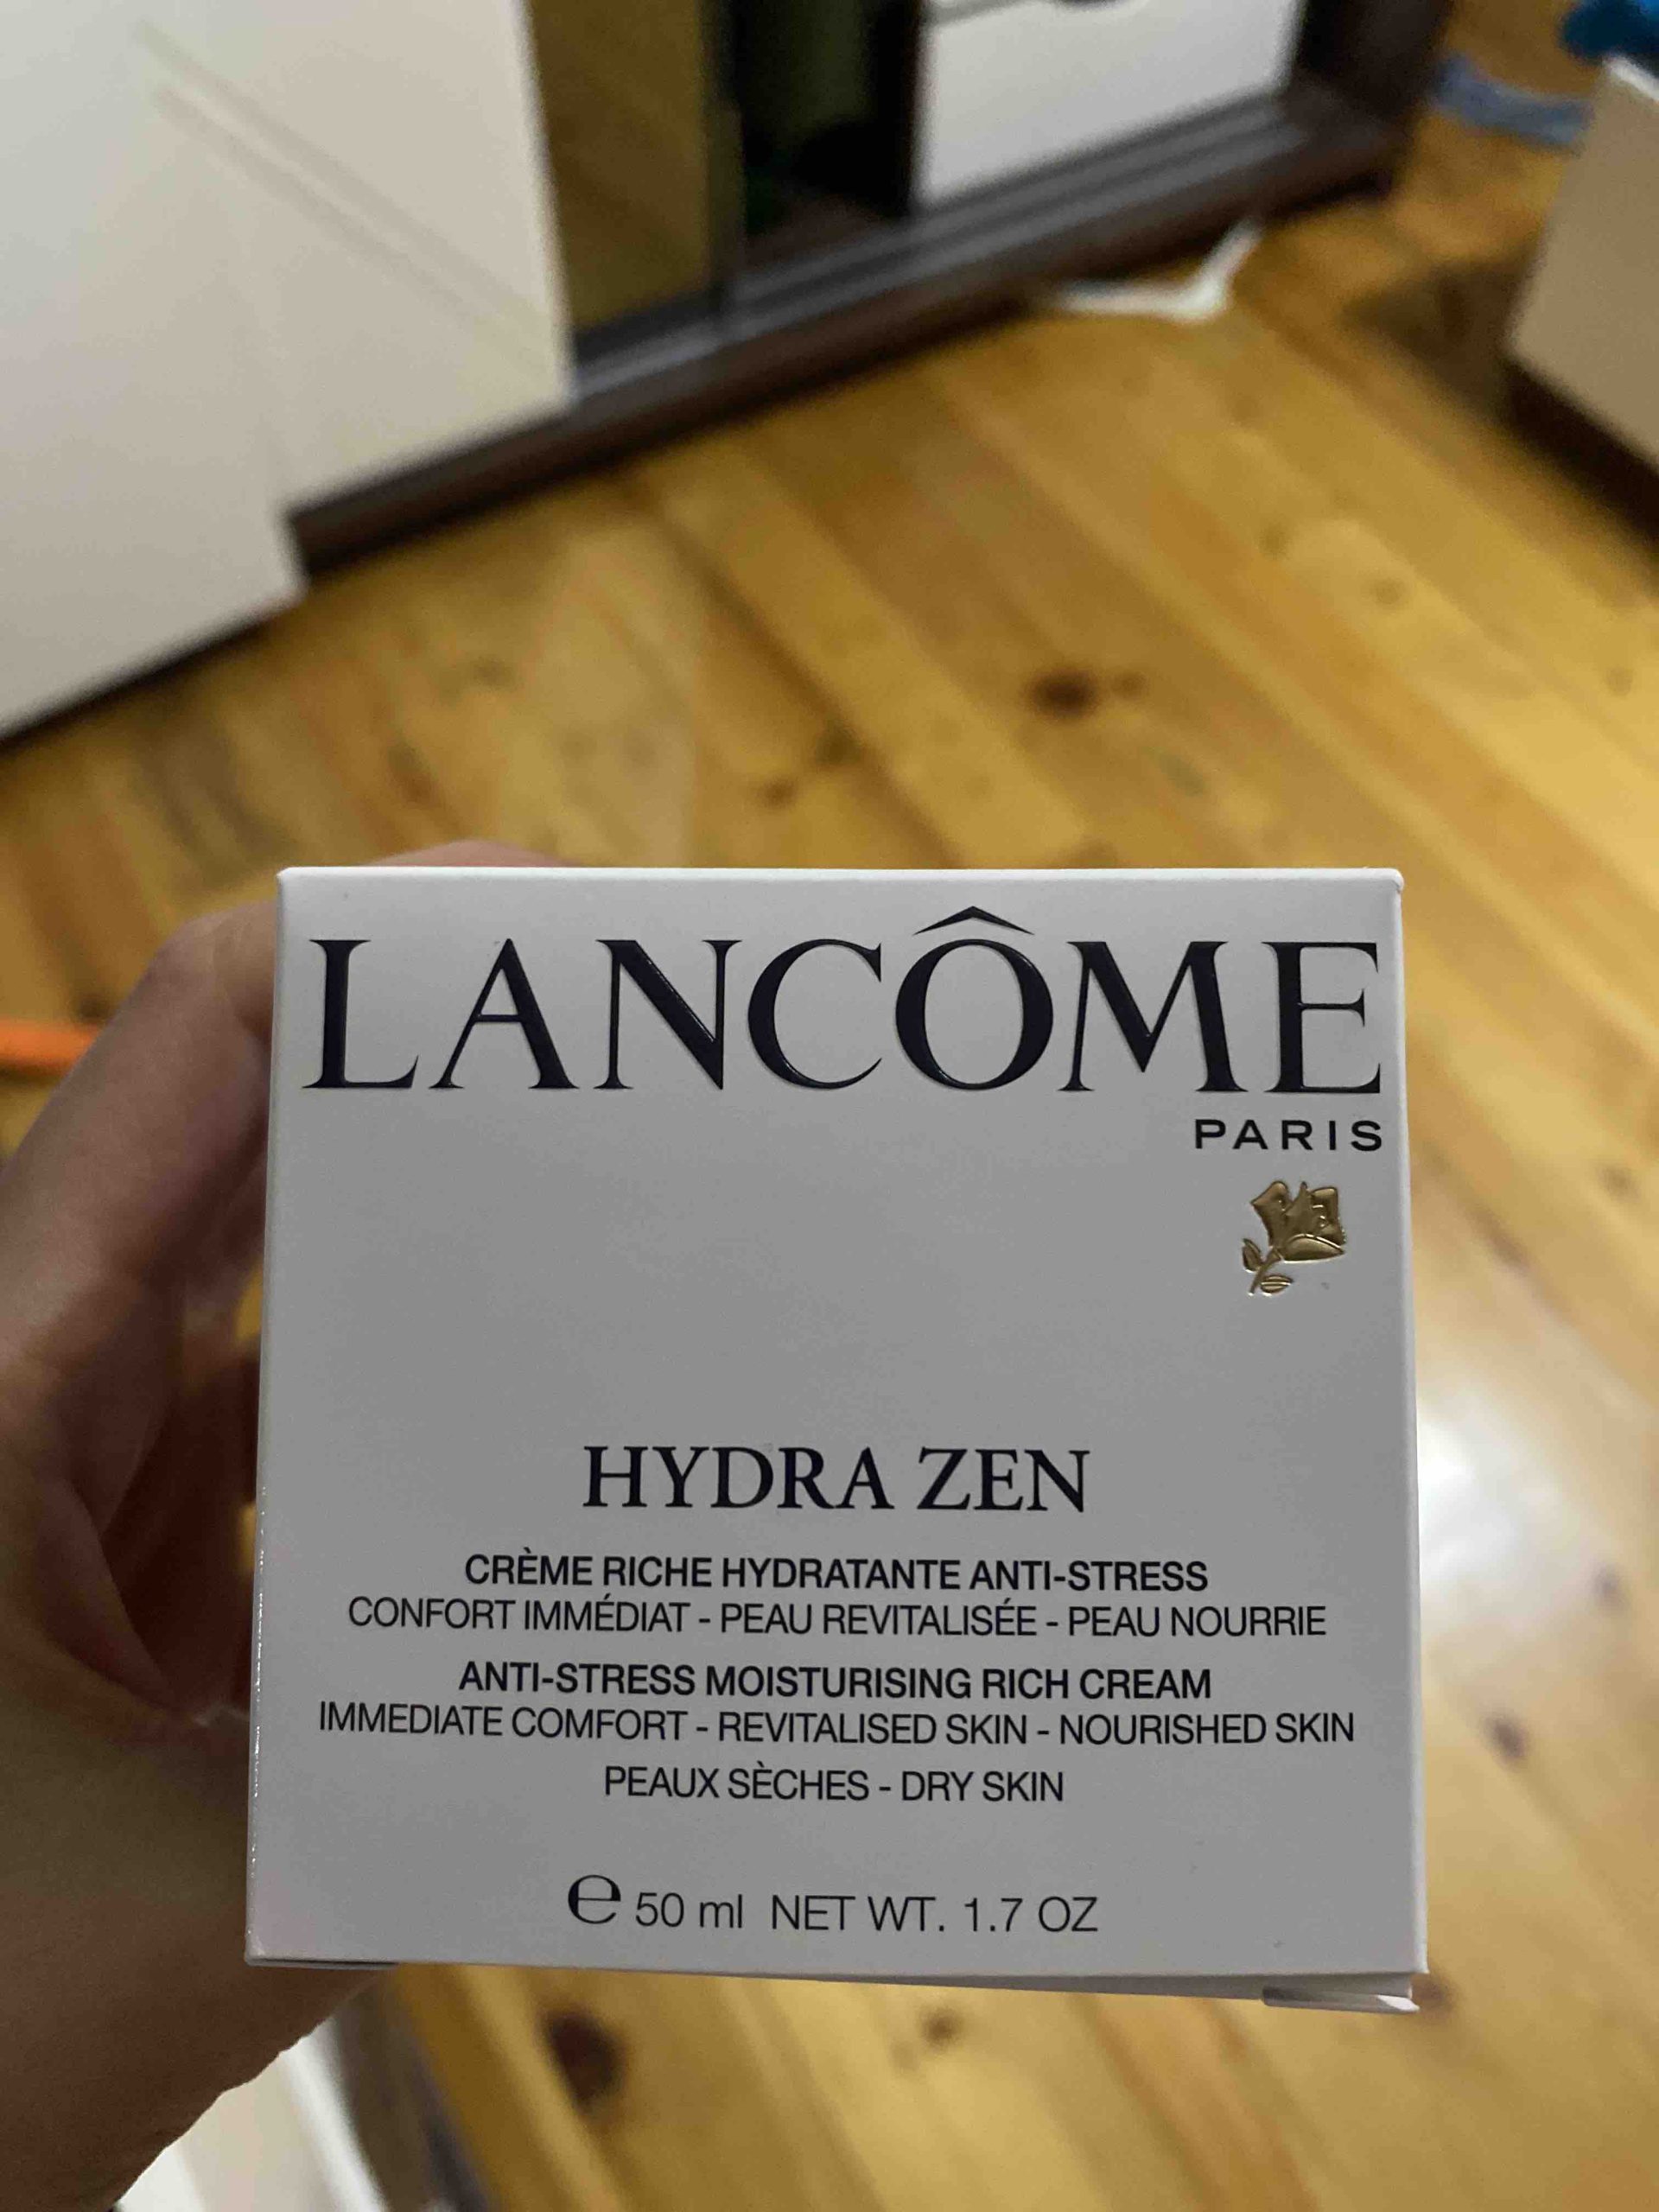 LANCÔME
PARIS
HYDRA ZEN
CRÈME RICHE HYDRATANTE ANTI-STRESS
CONFORT IMMÉDIAT - PEAU REVITALISÉE - PEAU NOURRIE
ANTI-STRESS MOISTURISING RICH CREAM
IMMEDIATE COMFORT - REVITALISED SKIN - NOURISHED SKIN
PEAUX SÈCHES - DRY SKIN
℮ 50 ml NET WT. 1.7 OZ